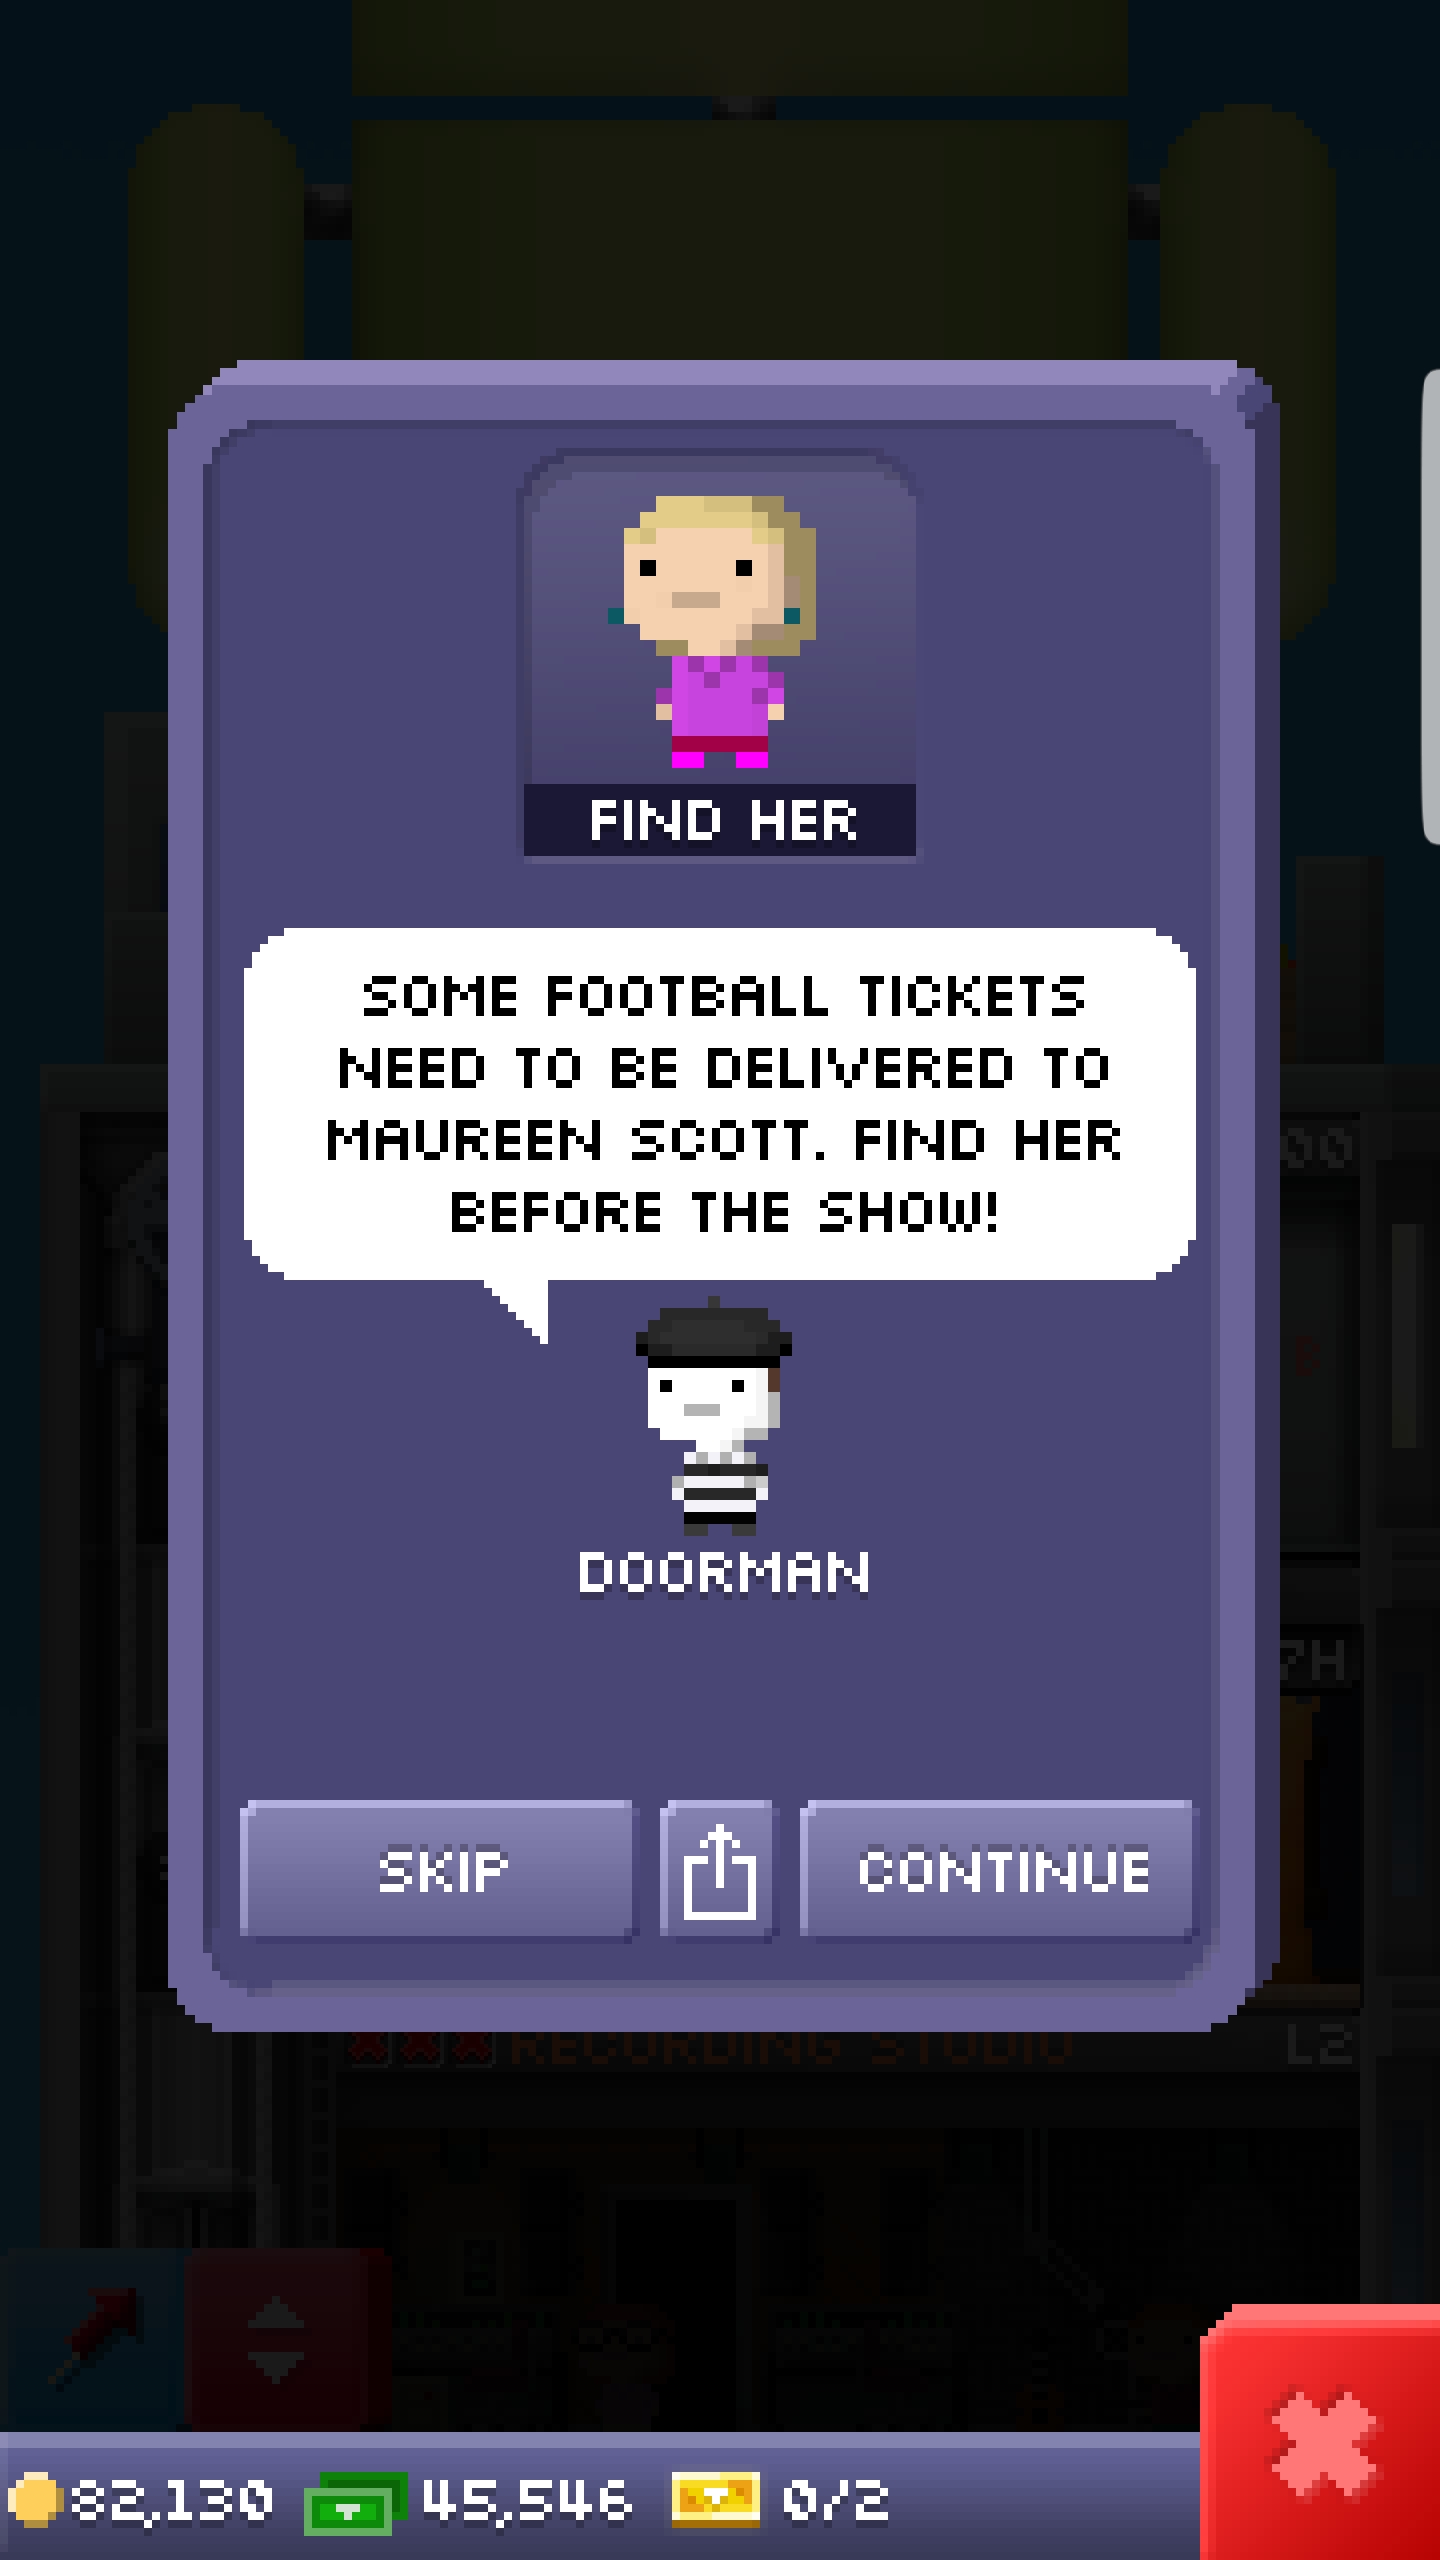 FIND HER
SOME FOOTBALL TICKETS
NEED TO BE DELIVERED TO
MAUREEN SCOTT. FIND HER
BEFORE THE SHOW!
DOORMAN
SKIP
CONTINUE
RECORDING STUDIO
L2
82,130
45,546
0/2